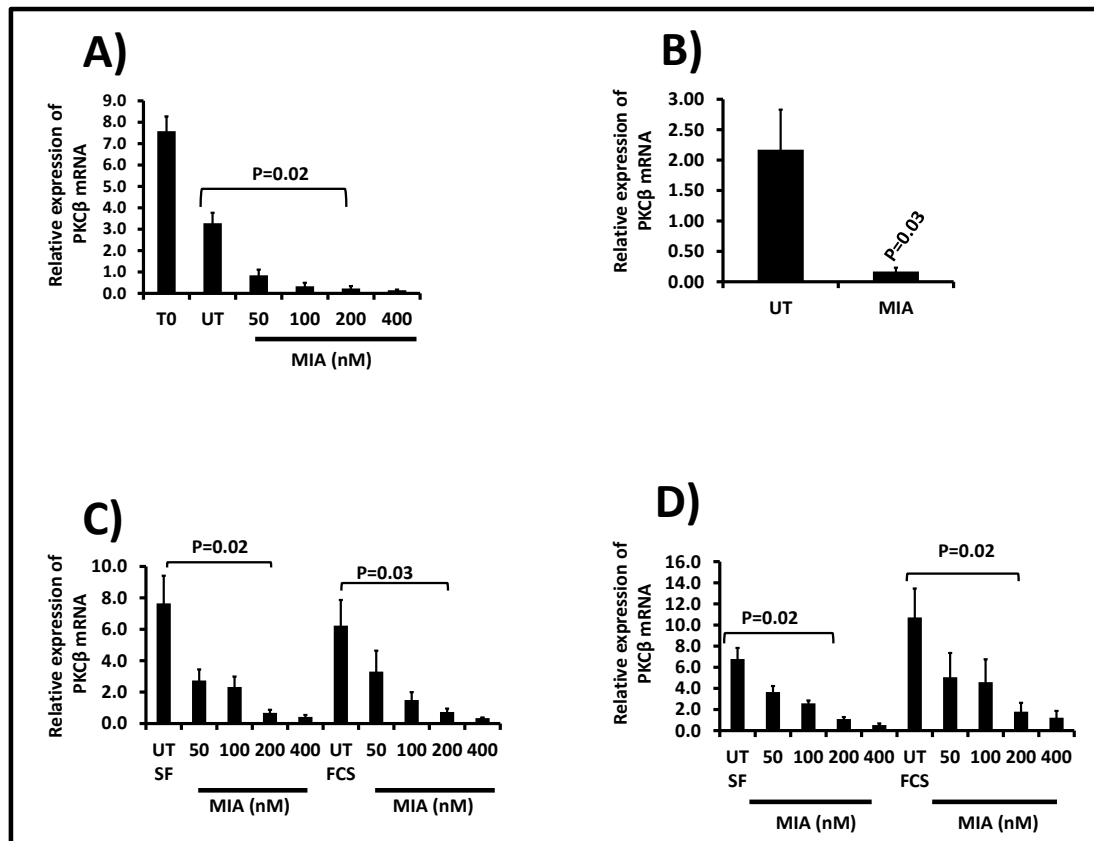 A)
Relative expression of
PKCβ mRNA
9.0
8.0
7.0
6.0
5.0
4.0
3.0
2.0
1.0
0.0
P=0.02
T0 UT 50 100 200 400
MIA (nM)
B)
Relative expression of
PKCβ mRNA
3.00
2.50
2.00
1.50
1.00
0.50
0.00
P=0.03
UT MIA
C)
Relative expression of
PKCβ mRNA
10.0
8.0
6.0
4.0
2.0
0.0
P=0.02
P=0.03
UT 50 100 200 400 UT 50 100 200 400
SF FCS
MIA (nM) MIA (nM)
D)
Relative expression of
PKCβ mRNA
16.0
14.0
12.0
10.0
8.0
6.0
4.0
2.0
0.0
P=0.02
P=0.02
UT 50 100 200 400 UT 50 100 200 400
SF FCS
MIA (nM) MIA (nM)